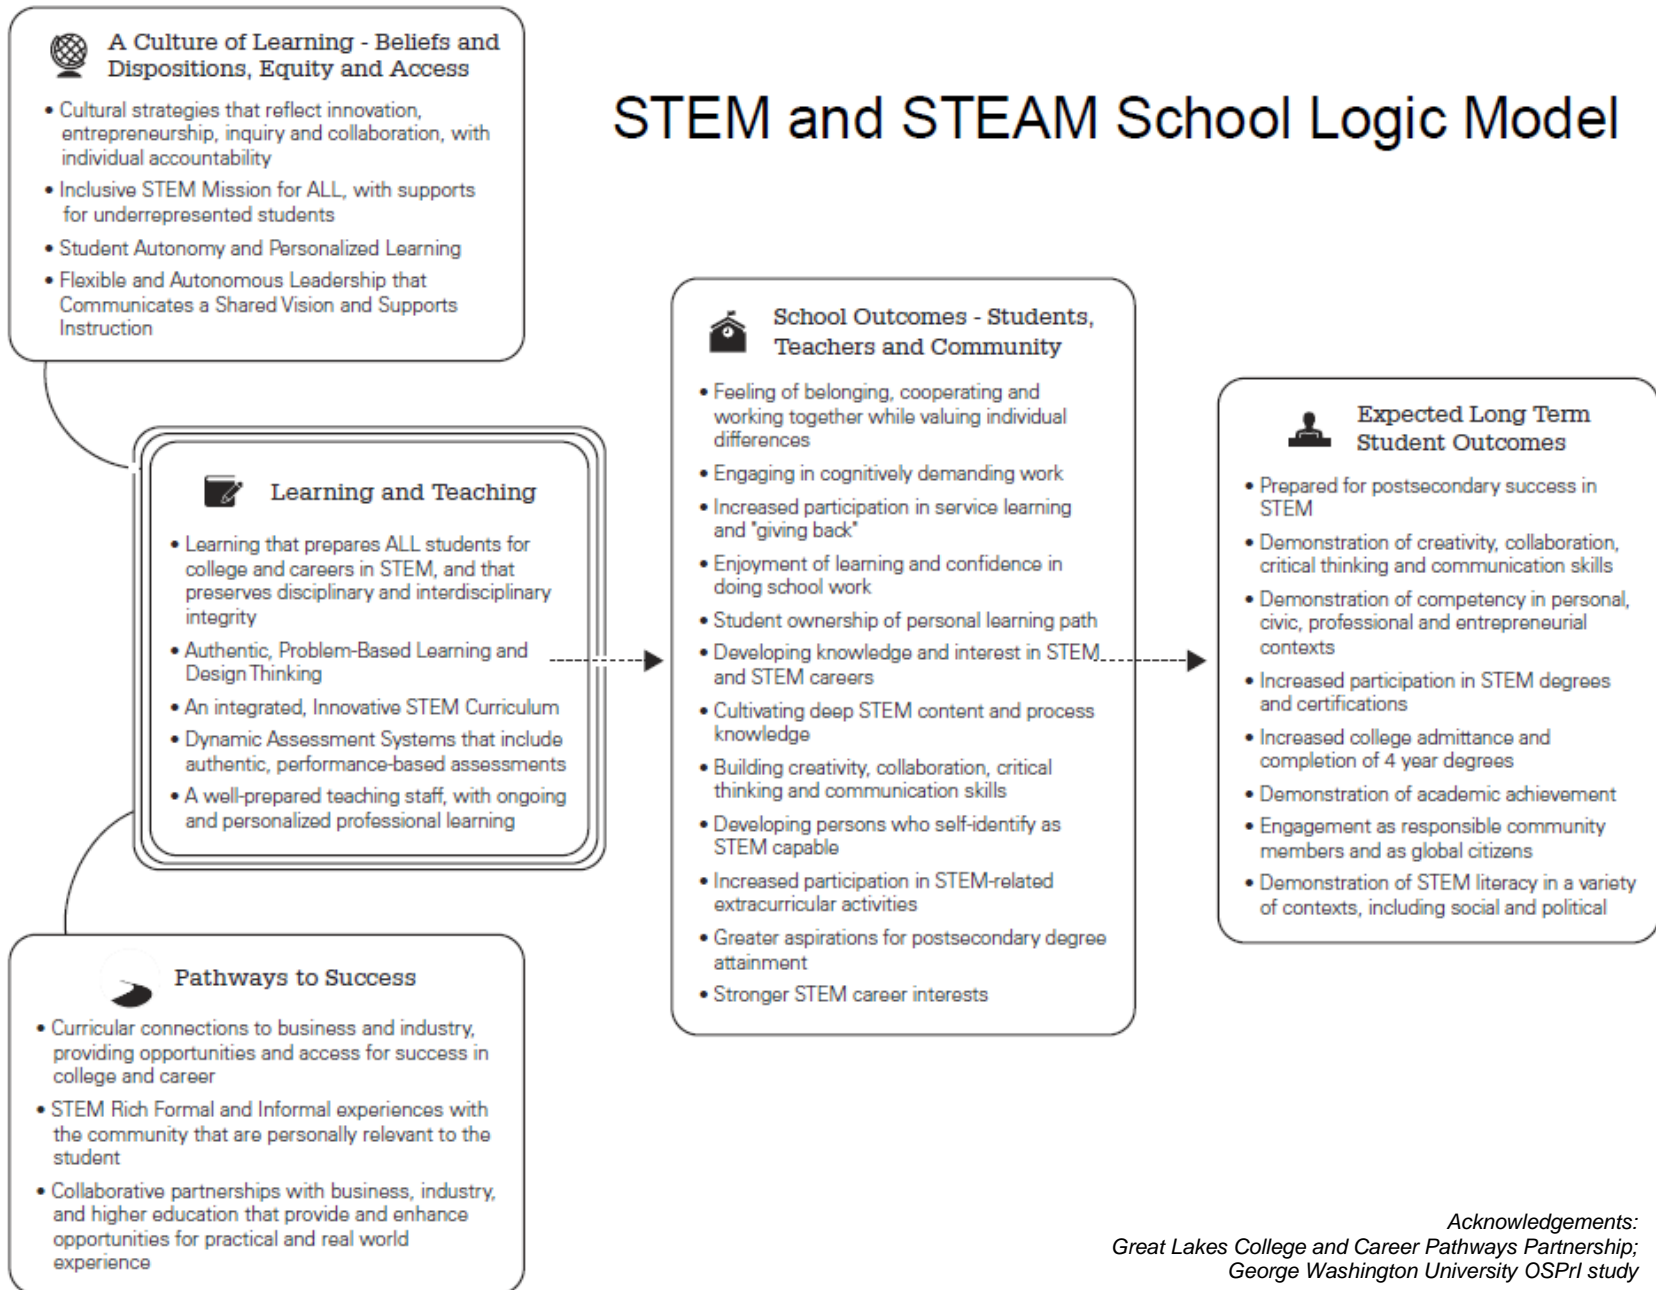 STEM and STEAM School Logic Model
A Culture of Learning - Beliefs and
Dispositions, Equity and Access
• Cultural strategies that reflect innovation,
entrepreneurship, inquiry and collaboration, with
individual accountability
• Inclusive STEM Mission for ALL, with supports
for underrepresented students
• Student Autonomy and Personalized Learning
• Flexible and Autonomous Leadership that
Communicates a Shared Vision and Supports
Instruction
Learning and Teaching
• Learning that prepares ALL students for
college and careers in STEM, and that
preserves disciplinary and interdisciplinary
integrity
• Authentic, Problem-Based Learning and
Design Thinking
• An integrated, Innovative STEM Curriculum
• Dynamic Assessment Systems that include
authentic, performance-based assessments
• A well-prepared teaching staff, with ongoing
and personalized professional learning
Pathways to Success
• Curricular connections to business and industry,
providing opportunities and access for success in
college and career
• STEM Rich Formal and Informal experiences with
the community that are personally relevant to the
student
• Collaborative partnerships with business, industry,
and higher education that provide and enhance
opportunities for practical and real world
experience
School Outcomes - Students,
Teachers and Community
• Feeling of belonging, cooperating and
working together while valuing individual
differences
• Engaging in cognitively demanding work
• Increased participation in service learning
and "giving back"
• Enjoyment of learning and confidence in
doing school work
• Student ownership of personal learning path
• Developing knowledge and interest in STEM
and STEM careers
• Cultivating deep STEM content and process
knowledge
• Building creativity, collaboration, critical
thinking and communication skills
• Developing persons who self-identify as
STEM capable
• Increased participation in STEM-related
extracurricular activities
• Greater aspirations for postsecondary degree
attainment
• Stronger STEM career interests
Expected Long Term
Student Outcomes
• Prepared for postsecondary success in
STEM
• Demonstration of creativity, collaboration,
critical thinking and communication skills
• Demonstration of competency in personal,
civic, professional and entrepreneurial
contexts
• Increased participation in STEM degrees
and certifications
• Increased college admittance and
completion of 4 year degrees
• Demonstration of academic achievement
• Engagement as responsible community
members and as global citizens
• Demonstration of STEM literacy in a variety
of contexts, including social and political
Acknowledgements:
Great Lakes College and Career Pathways Partnership;
George Washington University OSPrI study